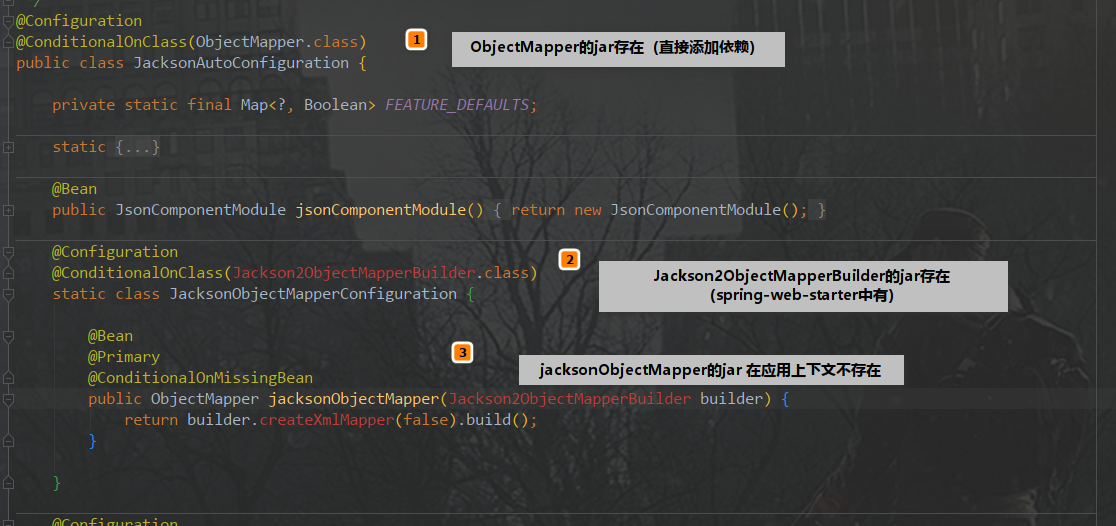 */
@Configuration
@ConditionalOnClass(ObjectMapper.class)
1
ObjectMapper的jar存在（直接添加依赖）
public class JacksonAutoConfiguration {
private static final Map<?, Boolean> FEATURE_DEFAULTS;
static {...}
@Bean
public JsonComponentModule jsonComponentModule() { return new JsonComponentModule(); }
@Configuration
@ConditionalOnClass(Jackson2ObjectMapperBuilder.class)
2
Jackson2ObjectMapperBuilder的jar存在
(spring-web-starter中有)
static class JacksonObjectMapperConfiguration {
@Bean
@Primary
3
jacksonObjectMapper的jar 在应用上下文不存在
@ConditionalOnMissingBean
public ObjectMapper jacksonObjectMapper(Jackson2ObjectMapperBuilder builder) {
return builder.createXmlMapper(false).build();
}
}
@Configuration